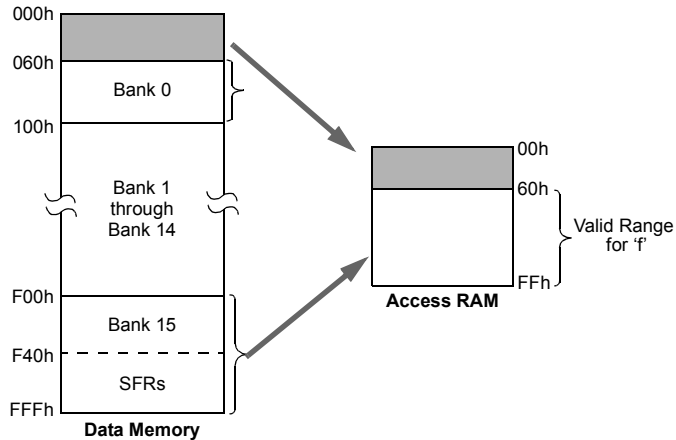 000h
060h
Bank 0
100h
Bank 1
through
Bank 14
F00h
Bank 15
F40h
SFRs
FFFh
Data Memory
00h
60h
Valid Range
for ‘f’
FFh
Access RAM